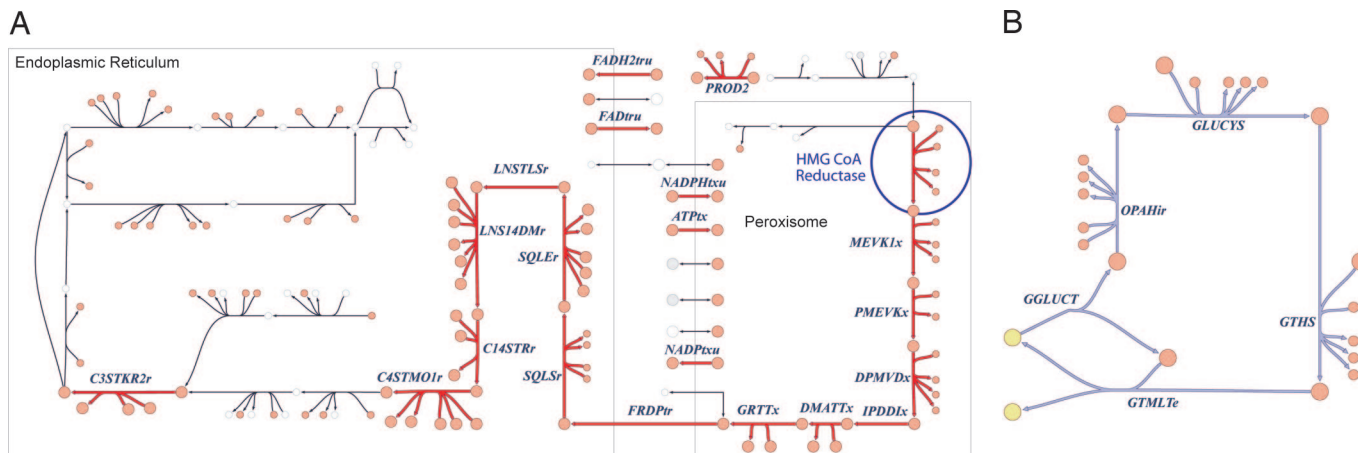 A
B
Endoplasmic Reticulum
FADH2tru
PROD2
FADtru
HMG CoA
Reductase
LNSTLSr
NADPHtxu
Peroxisome
ATPtx
LNS14DMr
SQLEr
MEVK1x
PMEVKx
C14STRr
NADPtxu
C3STKR2r
C4STMO1r
SQLSr
DPMVDx
FRDPtr
GRTTx
DMATTx
IPDDIx
GLUCYS
OPAHir
GGLUCT
GTHS
GTMLTe